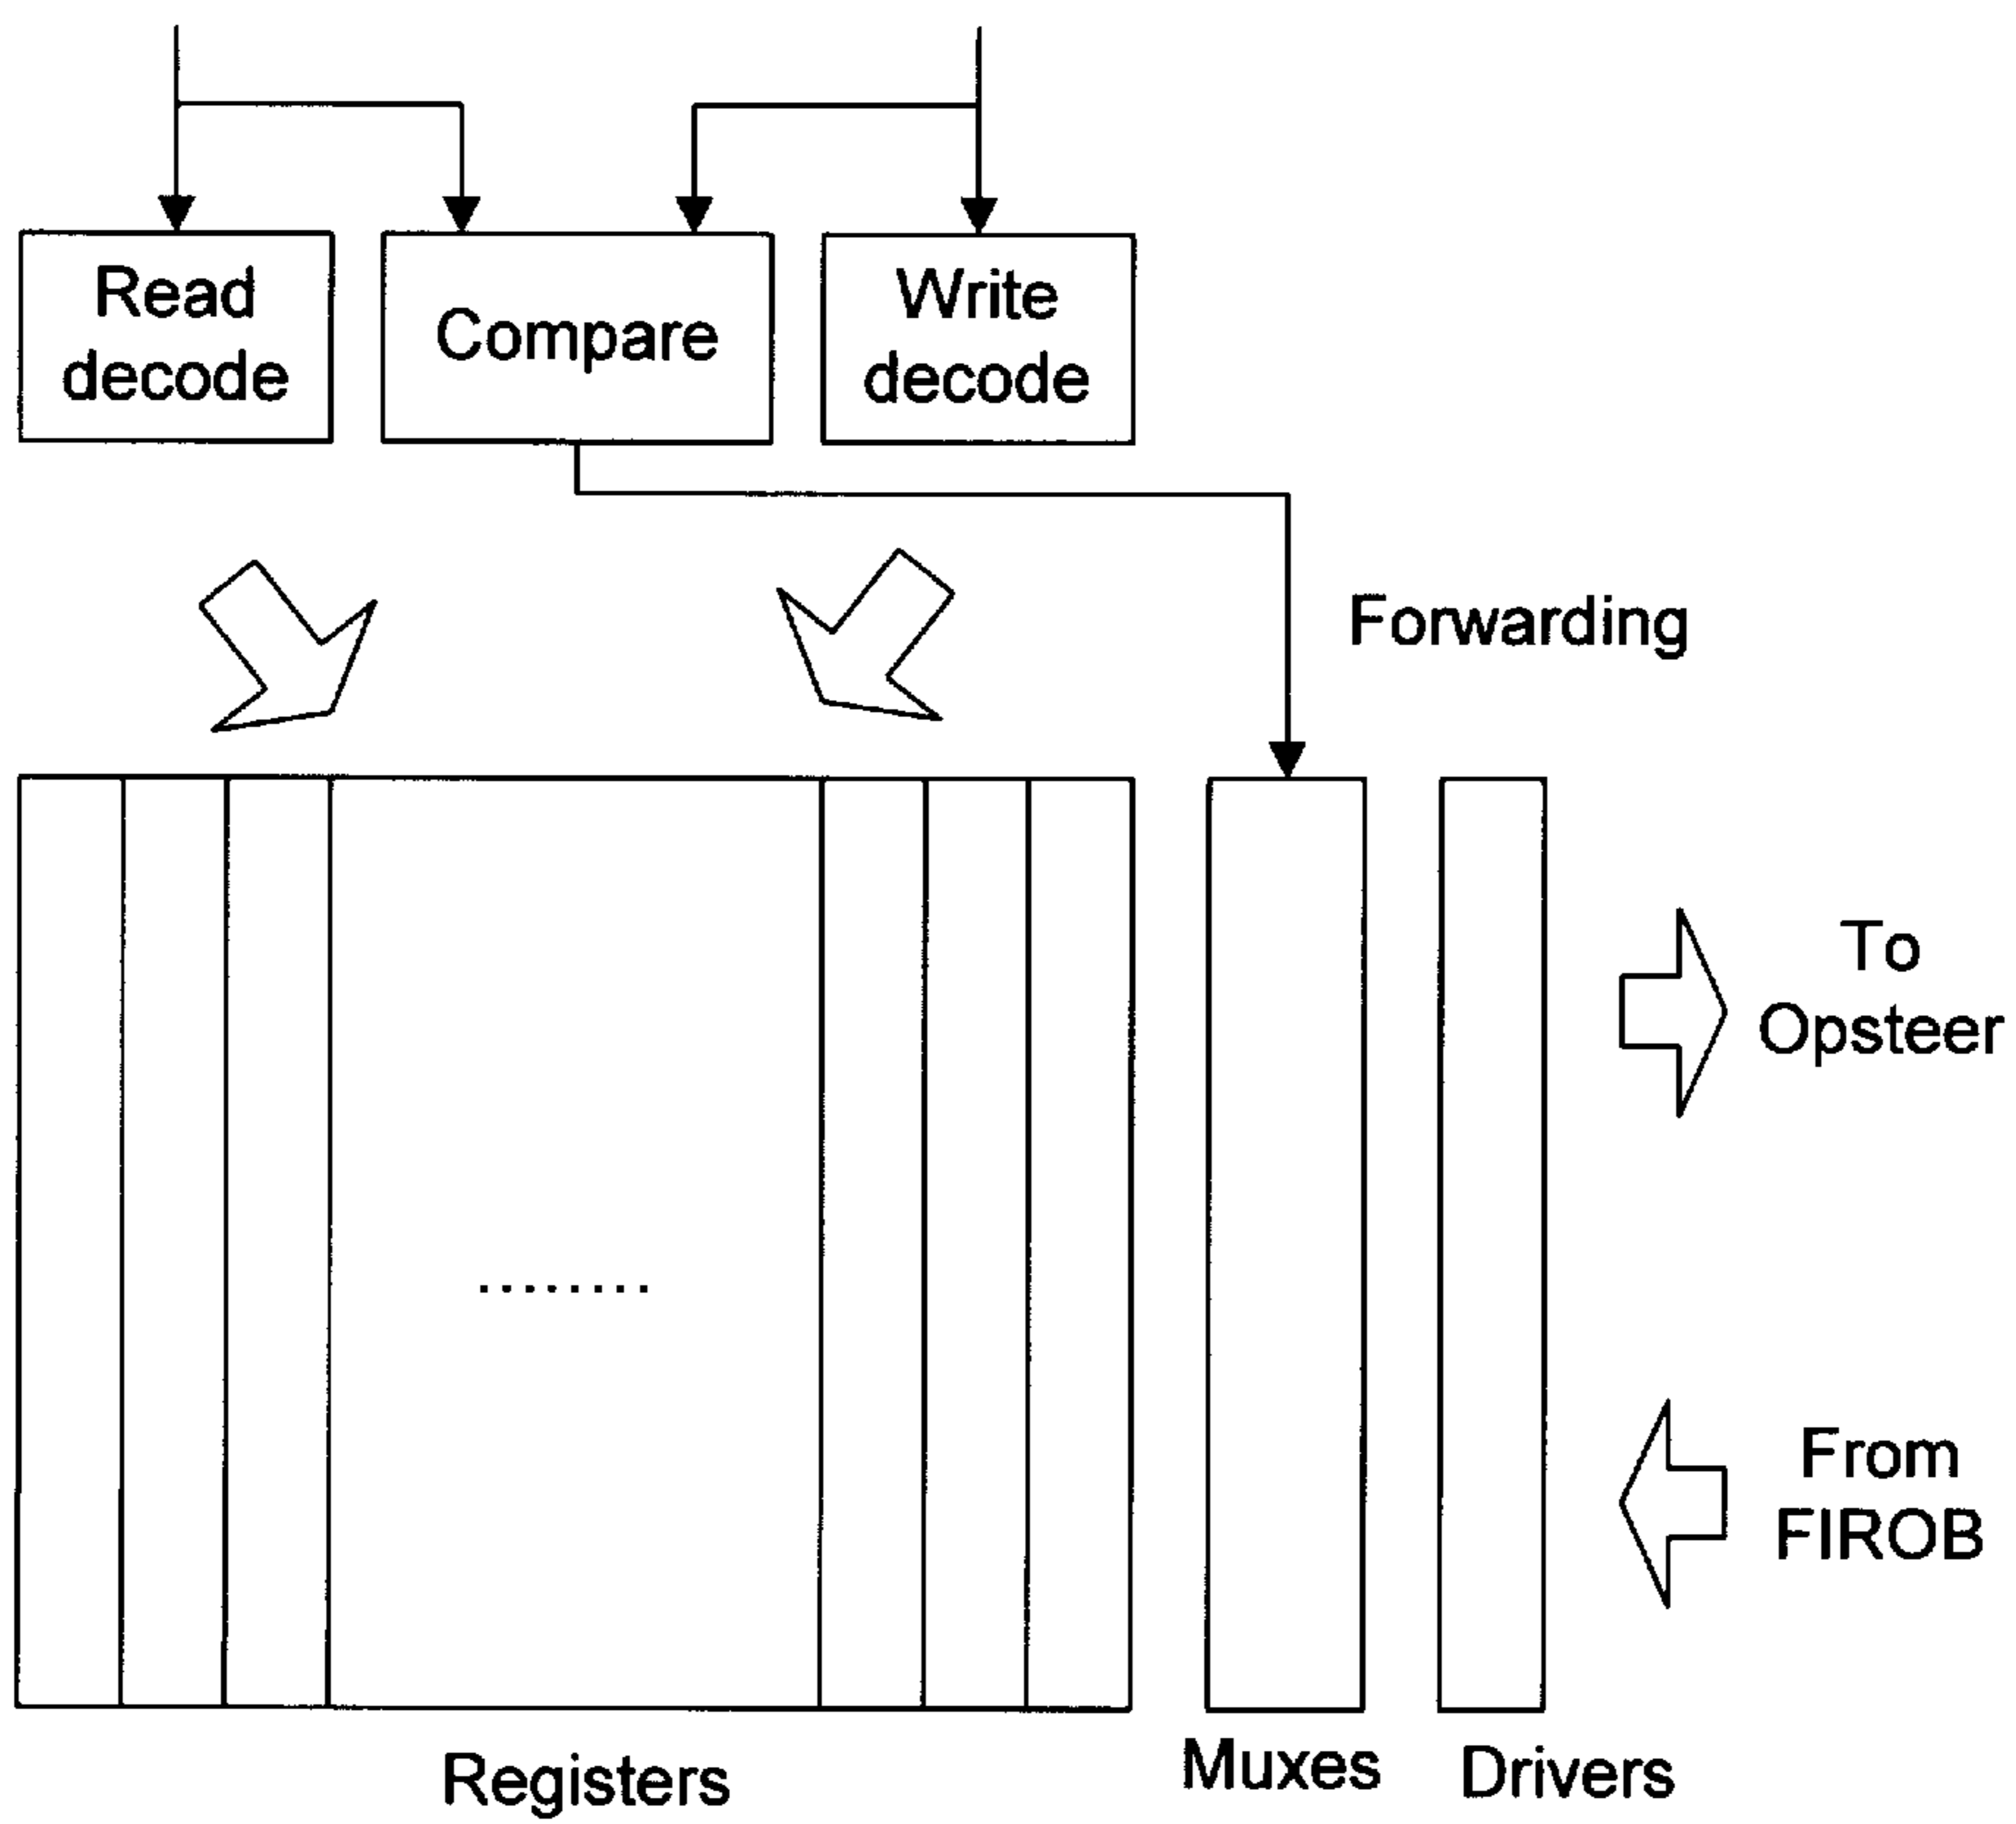 Read
decode
Compare
Write
decode
Forwarding
To
Opsteer
........
From
FIROB
Registers
Muxes
Drivers